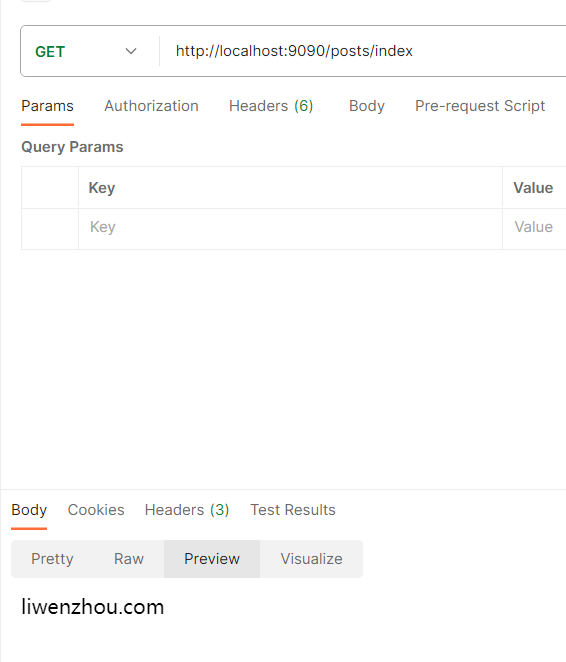 GET http://localhost:9090/posts/index
Params Authorization Headers (6) Body Pre-request Script
Query Params
Key Value
Key Value
Body Cookies Headers (3) Test Results
Pretty Raw Preview Visualize
liwenzhou.com